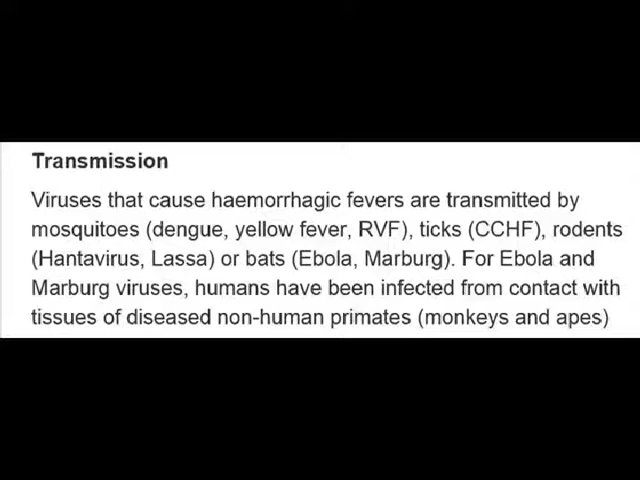 Transmission
Viruses that cause haemorrhagic fevers are transmitted by
mosquitoes (dengue, yellow fever, RVF), ticks (CCHF), rodents
(Hantavirus, Lassa) or bats (Ebola, Marburg). For Ebola and
Marburg viruses, humans have been infected from contact with
tissues of diseased non-human primates (monkeys and apes)